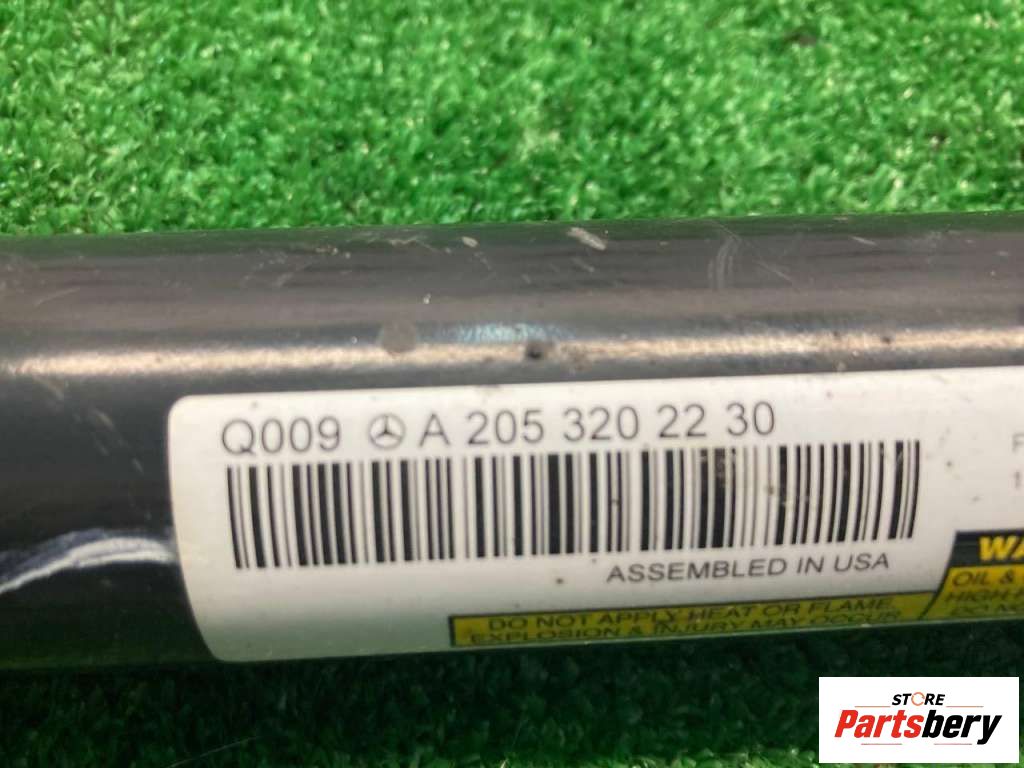 Q009 A 205 320 22 30
ASSEMBLED IN USA
DO NOT APPLY HEAT OR FLAME
EXPLOSION & INJURY MAY OCCUR
OIL &
STORE
Partsbery